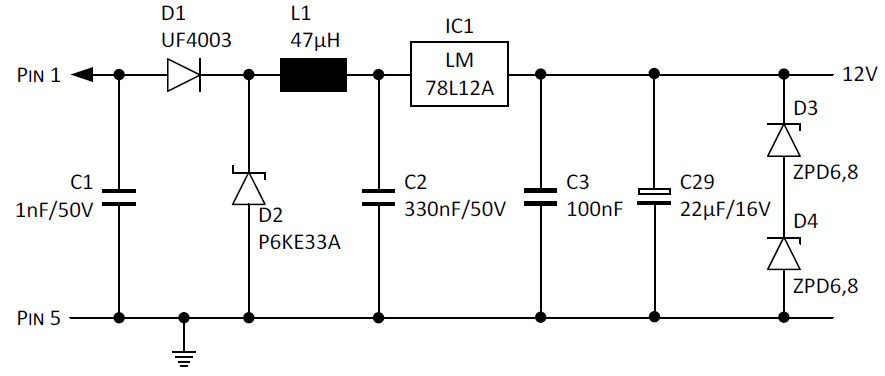 D1
UF4003
L1
47µH
IC1
LM
78L12A
PIN 1
12V
D3
ZPD6,8
C1
1nF/50V
D2
P6KE33A
C2
330nF/50V
C3
100nF
C29
22µF/16V
D4
ZPD6,8
PIN 5